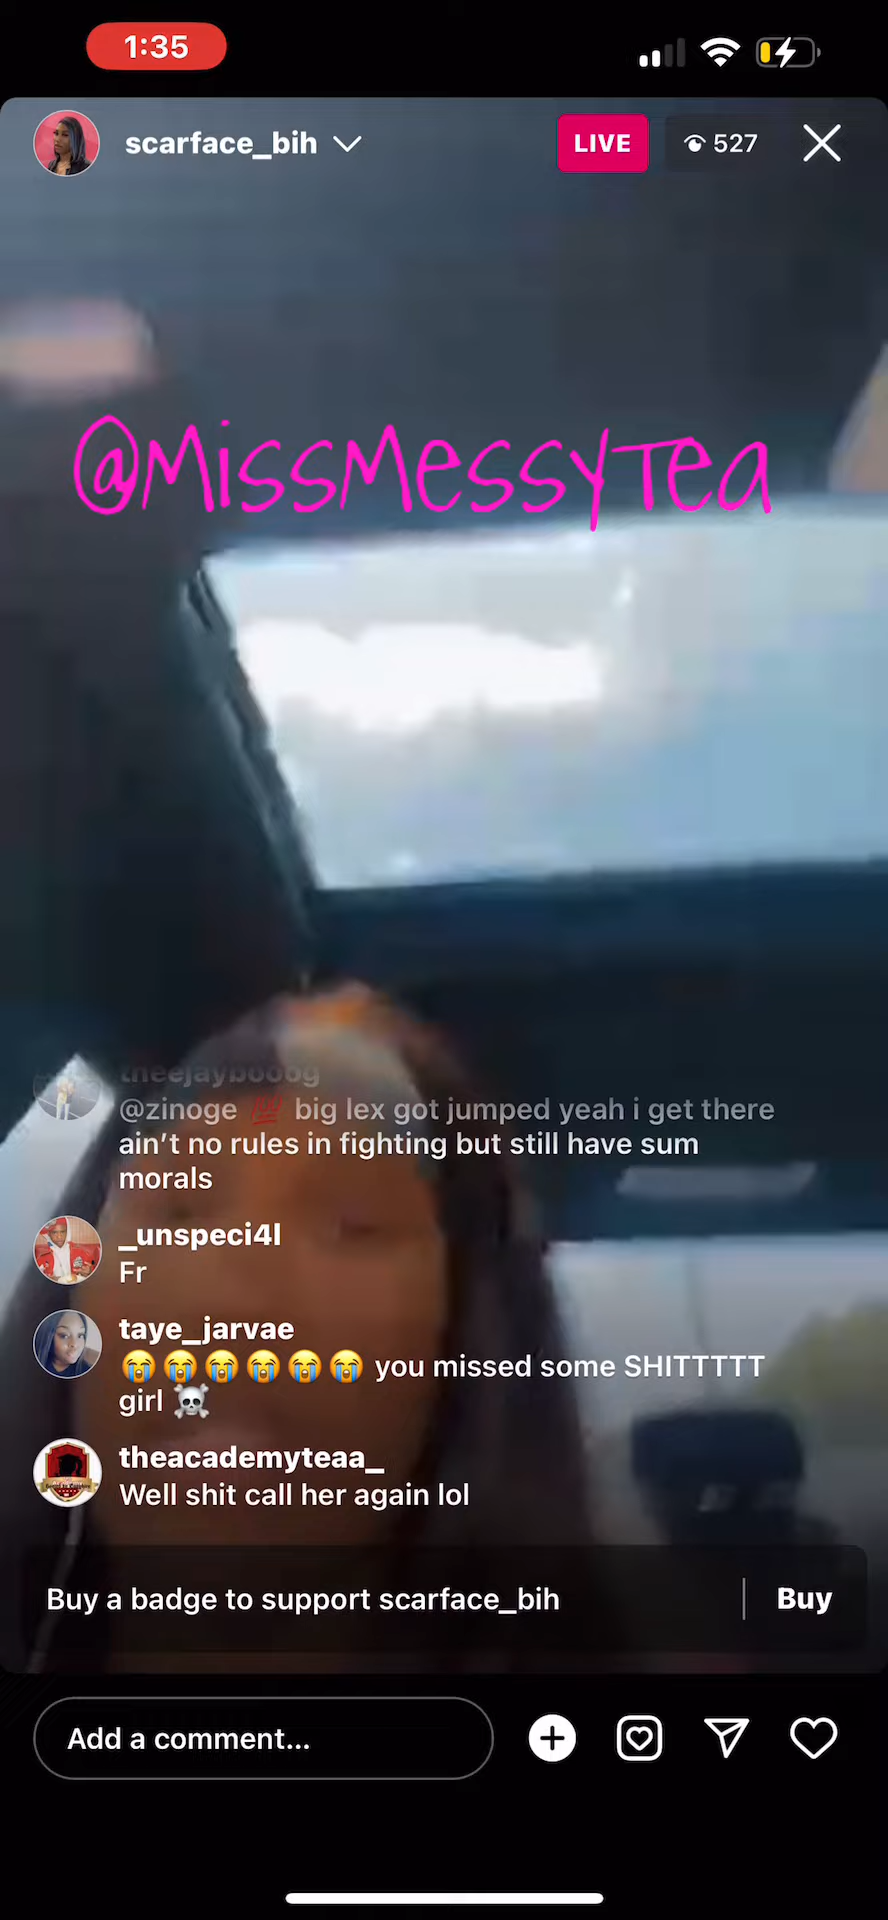 1:35
scarface_bih
LIVE
527
@MissMessyTea
theejaybooog
@zinoge 💯 big lex got jumped yeah i get there
ain't no rules in fighting but still have sum
morals
_unspeci4l
Fr
taye_jarvae
😭😭😭😭😭😭 you missed some SHITTTTT
girl ☠️
theacademyteaa_
Well shit call her again lol
Buy a badge to support scarface_bih
Buy
Add a comment...